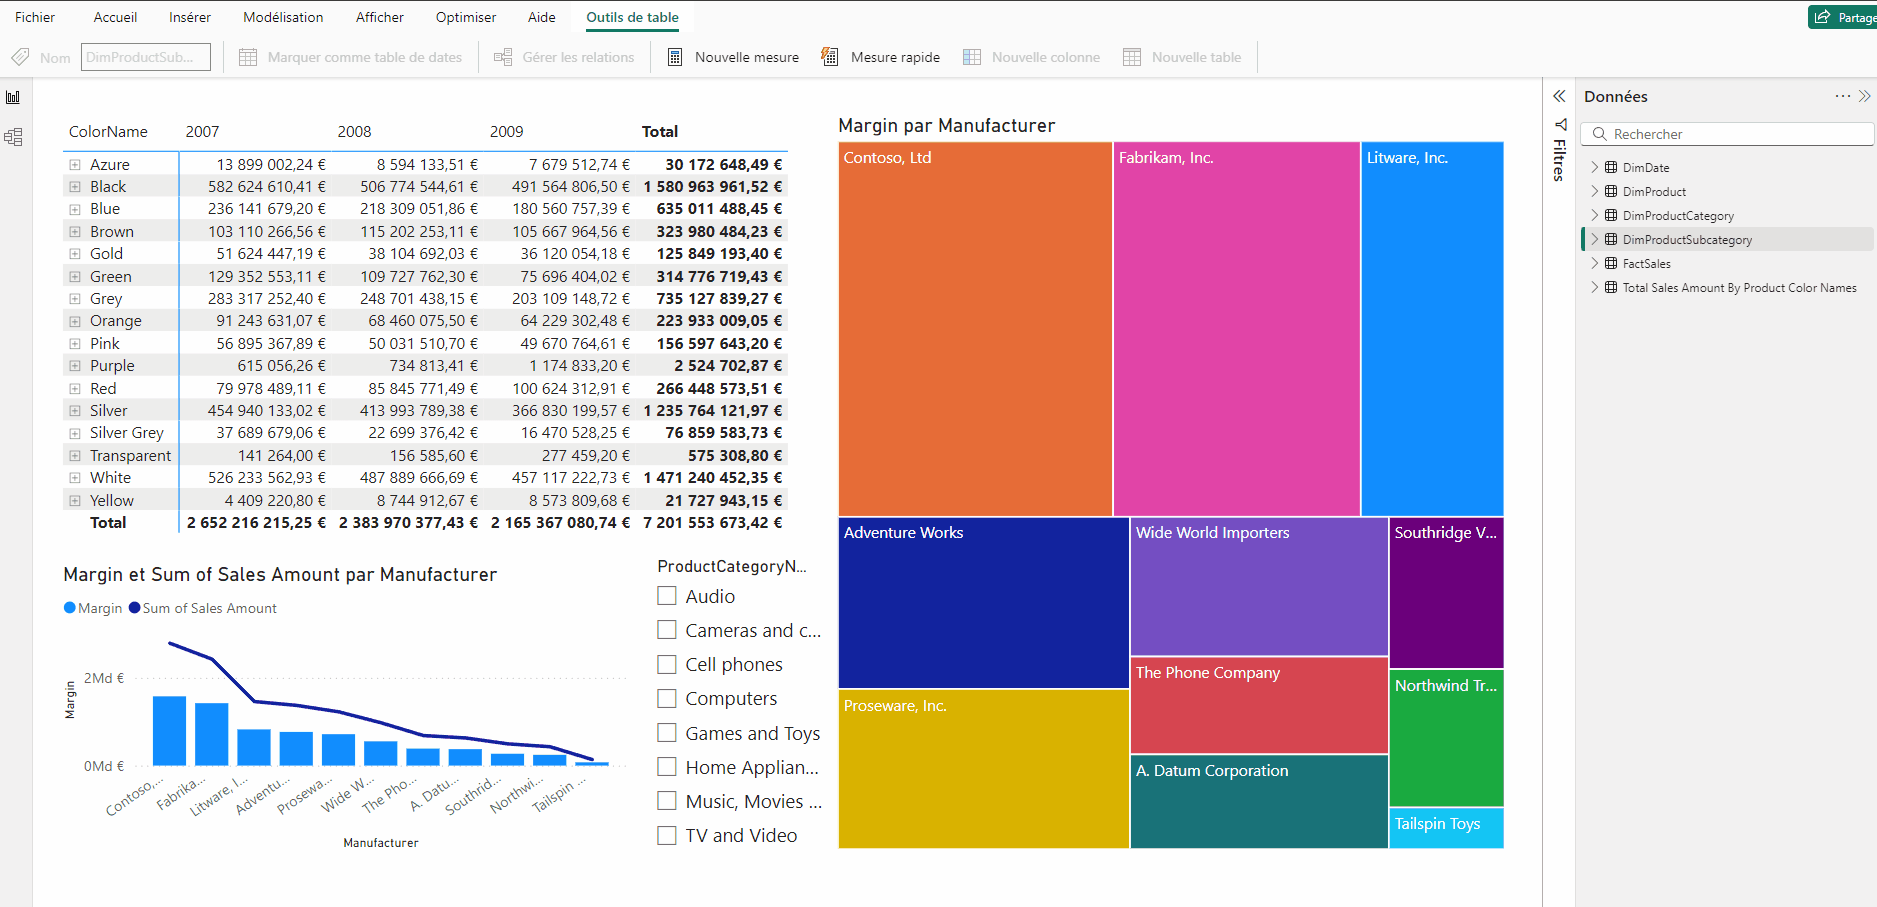 Fichier Accueil Insérer Modélisation Afficher Optimiser Aide Outils de table Partage
Nom DimProductSub... Marquer comme table de dates Gérer les relations Nouvelle mesure Mesure rapide Nouvelle colonne Nouvelle table
ColorName 2007 2008 2009 Total
Azure 13 899 002,24 € 8 594 133,51 € 7 679 512,74 € 30 172 648,49 €
Black 582 624 610,41 € 506 774 544,61 € 491 564 806,50 € 1 580 963 961,52 €
Blue 236 141 679,20 € 218 309 051,86 € 180 560 757,39 € 635 011 488,45 €
Brown 103 110 266,56 € 115 202 253,11 € 105 667 964,56 € 323 980 484,23 €
Gold 51 624 447,19 € 38 104 692,03 € 36 120 054,18 € 125 849 193,40 €
Green 129 352 553,11 € 109 727 762,30 € 75 696 404,02 € 314 776 719,43 €
Grey 283 317 252,40 € 248 701 438,15 € 203 109 148,72 € 735 127 839,27 €
Orange 91 243 631,07 € 68 460 075,50 € 64 229 302,48 € 223 933 009,05 €
Pink 56 895 367,89 € 50 031 510,70 € 49 670 764,61 € 156 597 643,20 €
Purple 615 056,26 € 734 813,41 € 1 174 833,20 € 2 524 702,87 €
Red 79 978 489,11 € 85 845 771,49 € 100 624 312,91 € 266 448 573,51 €
Silver 454 940 133,02 € 413 993 789,38 € 366 830 199,57 € 1 235 764 121,97 €
Silver Grey 37 689 679,06 € 22 699 376,42 € 16 470 528,25 € 76 859 583,73 €
Transparent 141 264,00 € 156 585,60 € 277 459,20 € 575 308,80 €
White 526 233 562,93 € 487 889 666,69 € 457 117 222,73 € 1 471 240 452,35 €
Yellow 4 409 220,80 € 8 744 912,67 € 8 573 809,68 € 21 727 943,15 €
Total 2 652 216 215,25 € 2 383 970 377,43 € 2 165 367 080,74 € 7 201 553 673,42 €
Margin et Sum of Sales Amount par Manufacturer
Margin Sum of Sales Amount
Margin
2Md €
0Md €
Contoso,... Fabrika... Litware, I... Adventu... Prosewa... Wide W... The Pho... A. Datu... Southrid... Northwi... Tailspin ...
Manufacturer
ProductCategoryN...
Audio
Cameras and c...
Cell phones
Computers
Games and Toys
Home Applian...
Music, Movies ...
TV and Video
Margin par Manufacturer
Contoso, Ltd
Fabrikam, Inc.
Litware, Inc.
Adventure Works
Wide World Importers
Southridge V...
The Phone Company
Northwind Tr...
Proseware, Inc.
A. Datum Corporation
Tailspin Toys
Filtres
Données
Rechercher
DimDate
DimProduct
DimProductCategory
DimProductSubcategory
FactSales
Total Sales Amount By Product Color Names